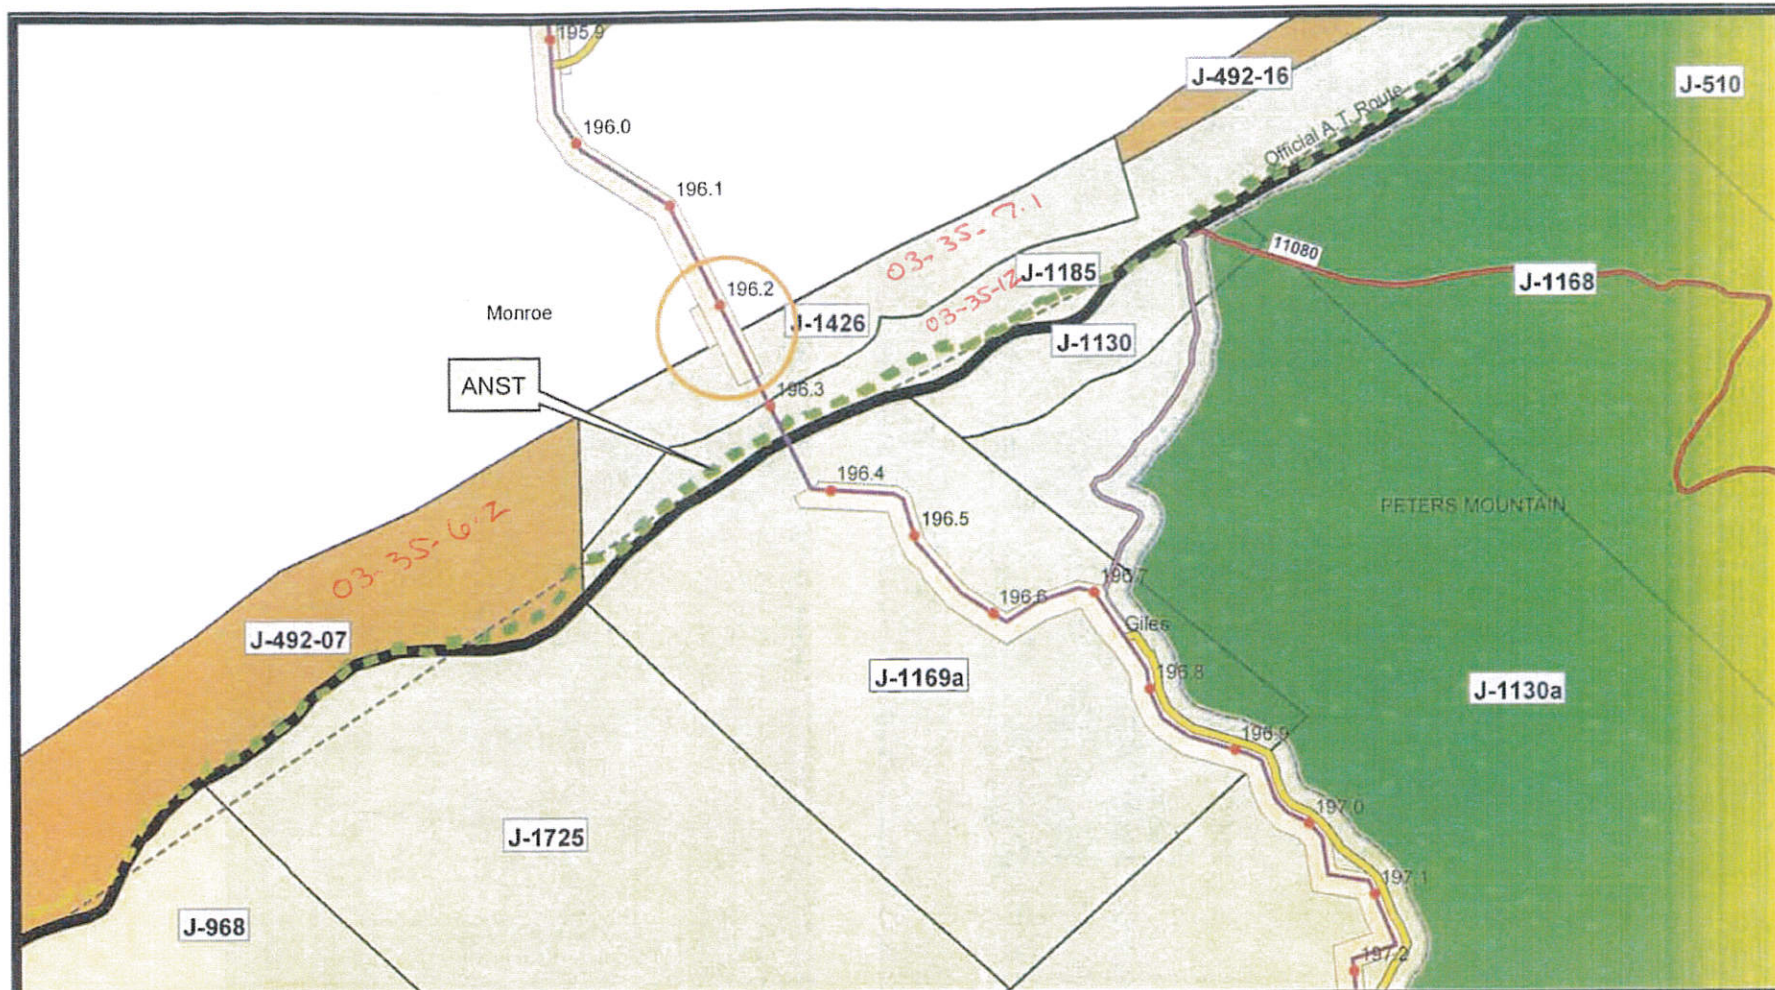 195.9
J-492-16
J-510
Official A.T. Route
196.0
196.1
03-35-7.1
11080
J-1185
J-1168
196.2
Monroe
J-1426
03-35-12
J-1130
ANST
196.3
196.4
PETERS MOUNTAIN
03-35-6.2
196.5
196.7
196.6
Giles
J-492-07
196.8
J-1169a
J-1130a
196.9
197.0
J-1725
197.1
J-968
197.2